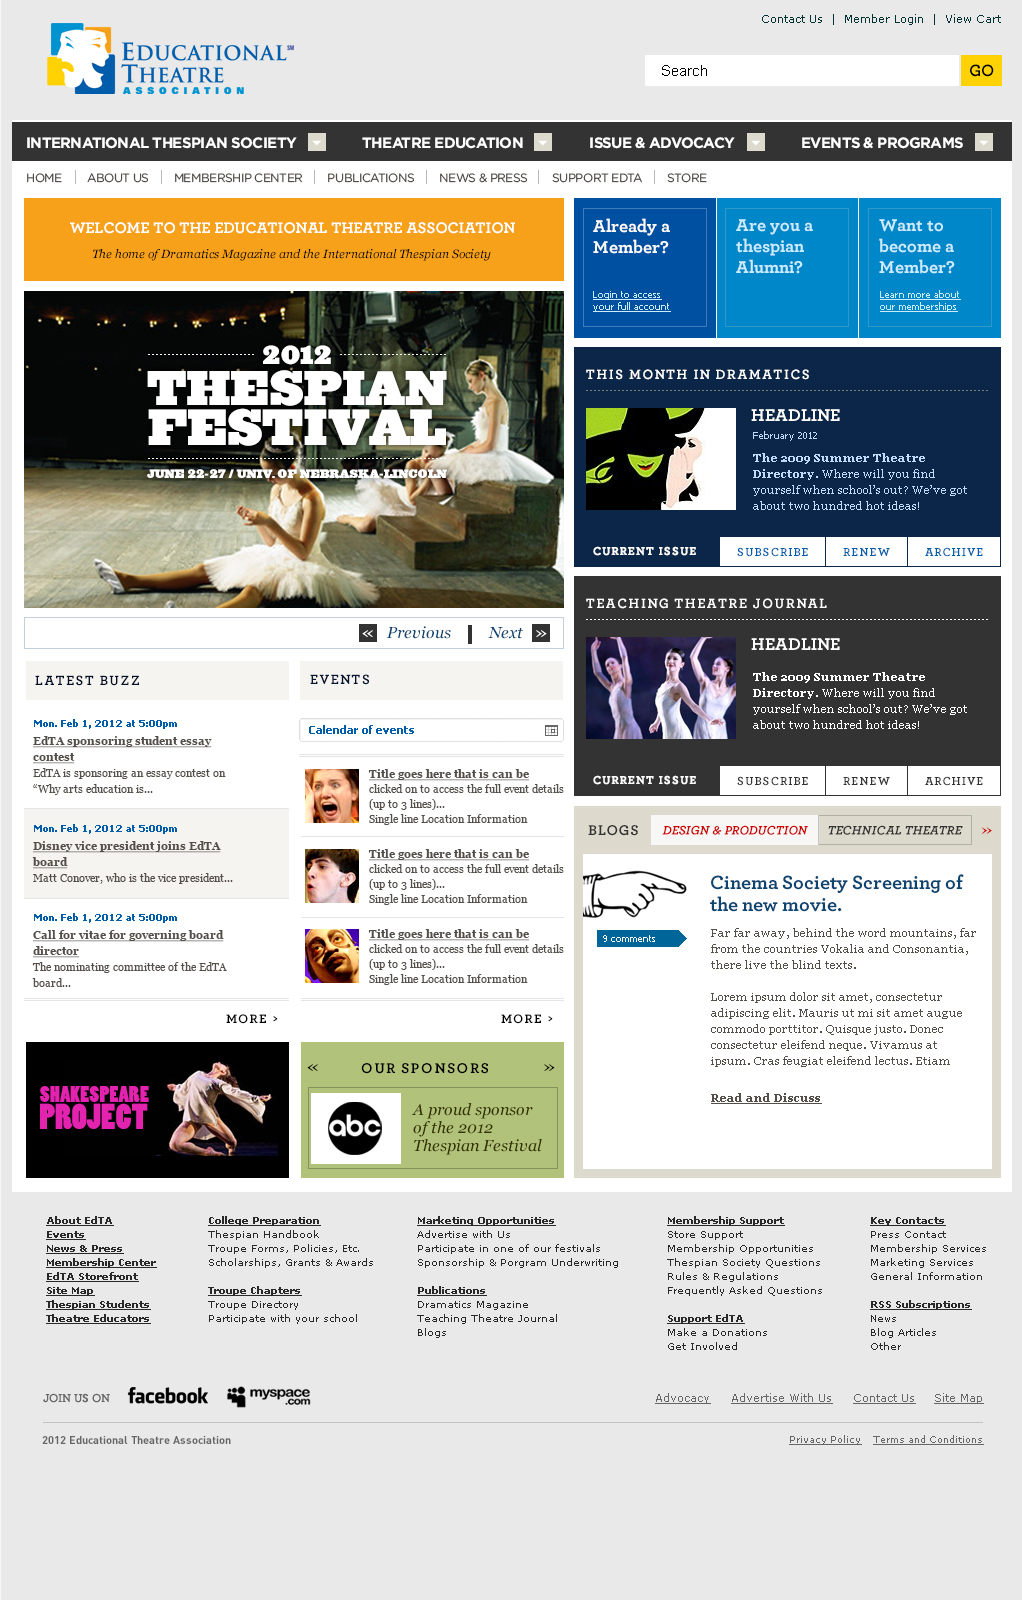 Contact Us | Member Login | View Cart
EDUCATIONAL℠
THEATRE
ASSOCIATION
Search
GO
INTERNATIONAL THESPIAN SOCIETY THEATRE EDUCATION ISSUE & ADVOCACY EVENTS & PROGRAMS
HOME | ABOUT US | MEMBERSHIP CENTER | PUBLICATIONS | NEWS & PRESS | SUPPORT EDTA | STORE
WELCOME TO THE EDUCATIONAL THEATRE ASSOCIATION
The home of Dramatics Magazine and the International Thespian Society
2012
THESPIAN
FESTIVAL
JUNE 22-27 / UNIV. OF NEBRASKA-LINCOLN
« Previous | Next »
Already a
Member?
Login to access
your full account
Are you a
thespian
Alumni?
Want to
become a
Member?
Learn more about
our memberships
THIS MONTH IN DRAMATICS
HEADLINE
February 2012
The 2009 Summer Theatre
Directory. Where will you find
yourself when school's out? We've got
about two hundred hot ideas!
CURRENT ISSUE SUBSCRIBE RENEW ARCHIVE
TEACHING THEATRE JOURNAL
HEADLINE
The 2009 Summer Theatre
Directory. Where will you find
yourself when school's out? We've got
about two hundred hot ideas!
CURRENT ISSUE SUBSCRIBE RENEW ARCHIVE
LATEST BUZZ
Mon. Feb 1, 2012 at 5:00pm
EdTA sponsoring student essay
contest
EdTA is sponsoring an essay contest on
“Why arts education is...
Mon. Feb 1, 2012 at 5:00pm
Disney vice president joins EdTA
board
Matt Conover, who is the vice president...
Mon. Feb 1, 2012 at 5:00pm
Call for vitae for governing board
director
The nominating committee of the EdTA
board...
MORE >
EVENTS
Calendar of events
Title goes here that is can be
clicked on to access the full event details
(up to 3 lines)...
Single line Location Information
Title goes here that is can be
clicked on to access the full event details
(up to 3 lines)...
Single line Location Information
Title goes here that is can be
clicked on to access the full event details
(up to 3 lines)...
Single line Location Information
MORE >
BLOGS DESIGN & PRODUCTION TECHNICAL THEATRE »
Cinema Society Screening of
the new movie.
9 comments
Far far away, behind the word mountains, far
from the countries Vokalia and Consonantia,
there live the blind texts.
Lorem ipsum dolor sit amet, consectetur
adipiscing elit. Mauris ut mi sit amet augue
commodo porttitor. Quisque justo. Donec
consectetur eleifend neque. Vivamus at
ipsum. Cras feugiat eleifend lectus. Etiam
Read and Discuss
SHAKESPEARE
PROJECT
« OUR SPONSORS »
abc
A proud sponsor
of the 2012
Thespian Festival
About EdTA
Events
News & Press
Membership Center
EdTA Storefront
Site Map
Thespian Students
Theatre Educators
College Preparation
Thespian Handbook
Troupe Forms, Policies, Etc.
Scholarships, Grants & Awards
Troupe Chapters
Troupe Directory
Participate with your school
Marketing Opportunities
Advertise with Us
Participate in one of our festivals
Sponsorship & Porgram Underwriting
Publications
Dramatics Magazine
Teaching Theatre Journal
Blogs
Membership Support
Store Support
Membership Opportunities
Thespian Society Questions
Rules & Regulations
Frequently Asked Questions
Support EdTA
Make a Donations
Get Involved
Key Contacts
Press Contact
Membership Services
Marketing Services
General Information
RSS Subscriptions
News
Blog Articles
Other
JOIN US ON facebook myspace.com
Advocacy Advertise With Us Contact Us Site Map
2012 Educational Theatre Association
Privacy Policy Terms and Conditions